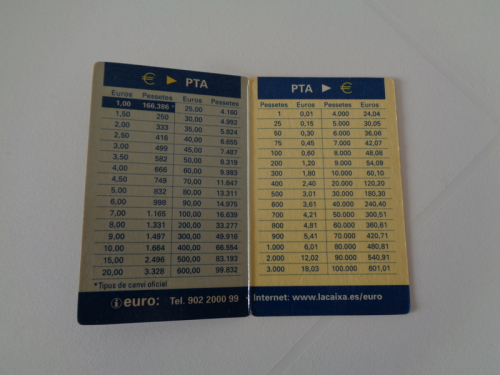 € ► PTA
Euros Pessetes Euros Pessetes
1,00 166,386 * 25,00 4.160
1,50 250 30,00 4.992
2,00 333 35,00 5.824
2,50 416 40,00 6.655
3,00 499 45,00 7.487
3,50 582 50,00 8.319
4,00 666 60,00 9.983
4,50 749 70,00 11.647
5,00 832 80,00 13.311
6,00 998 90,00 14.975
7,00 1.165 100,00 16.639
8,00 1.331 200,00 33.277
9,00 1.497 300,00 49.916
10,00 1.664 400,00 66.554
15,00 2.496 500,00 83.193
20,00 3.328 600,00 99.832
*Tipus de canvi oficial
euro: Tel. 902 2000 99
PTA ► €
Pessetes Euros Pessetes Euros
1 0,01 4.000 24,04
25 0,15 5.000 30,05
50 0,30 6.000 36,06
75 0,45 7.000 42,07
100 0,60 8.000 48,08
200 1,20 9.000 54,09
300 1,80 10.000 60,10
400 2,40 20.000 120,20
500 3,01 30.000 180,30
600 3,61 40.000 240,40
700 4,21 50.000 300,51
800 4,81 60.000 360,61
900 5,41 70.000 420,71
1.000 6,01 80.000 480,81
2.000 12,02 90.000 540,91
3.000 18,03 100.000 601,01
Internet: www.lacaixa.es/euro